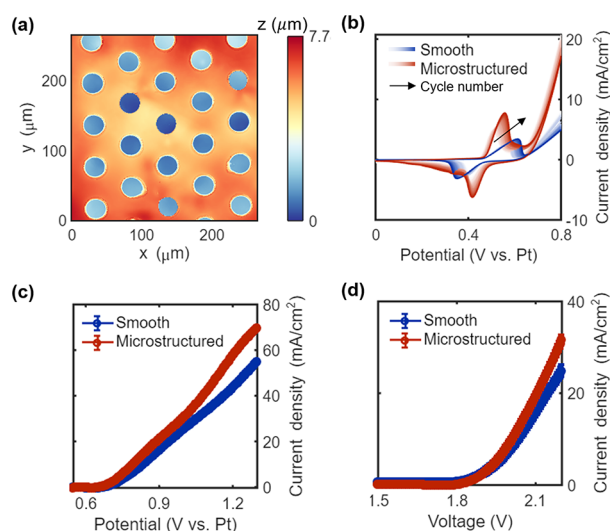 (a)
z (μm)
7.7
0
200
100
0
y (μm)
0
100
200
x (μm)
(b)
Smooth
Microstructured
Cycle number
20
10
0
-10
Current density (mA/cm²)
0
0.4
0.8
Potential (V vs. Pt)
(c)
Smooth
Microstructured
80
60
40
20
0
Current density (mA/cm²)
0.6
0.9
1.2
Potential (V vs. Pt)
(d)
Smooth
Microstructured
40
20
0
Current density (mA/cm²)
1.5
1.8
2.1
Voltage (V)